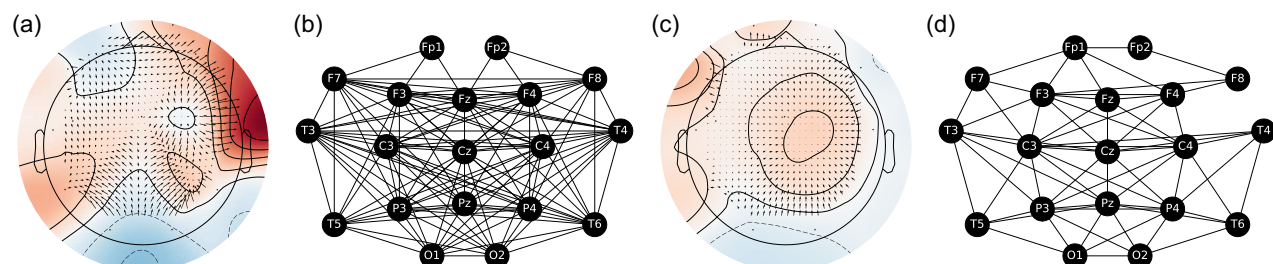 (a) (b) (c) (d)
Fp1 Fp2 Fp1 Fp2
F7 F8 F7 F8
F3 Fz F4 F3 Fz F4
T3 T4 T3 T4
C3 Cz C4 C3 Cz C4
P3 Pz P4 P3 Pz P4
T5 T6 T5 T6
O1 O2 O1 O2